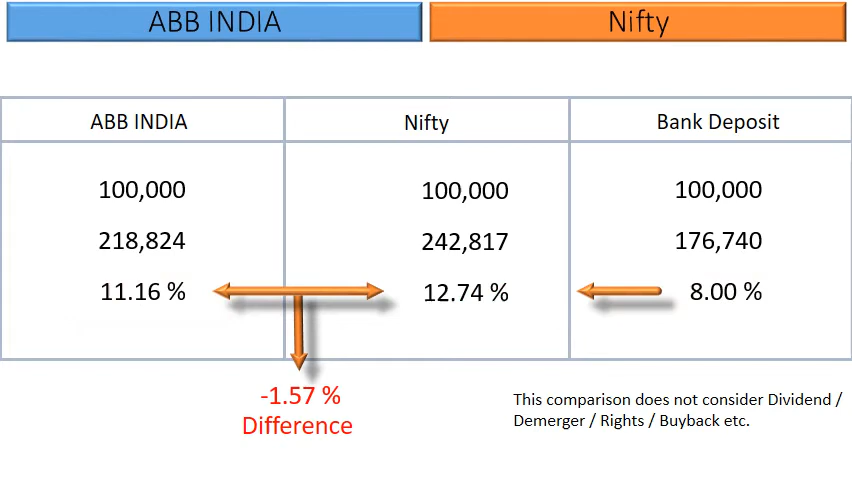 ABB INDIA
Nifty
ABB INDIA
Nifty
Bank Deposit
100,000
100,000
100,000
218,824
242,817
176,740
11.16 %
12.74 %
8.00 %
-1.57 %
Difference
This comparison does not consider Dividend /
Demerger / Rights / Buyback etc.